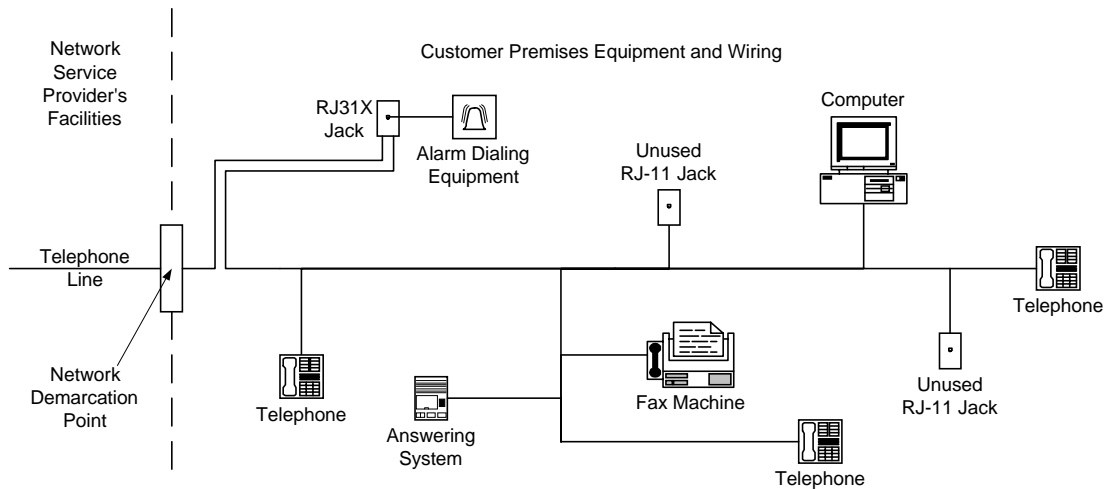 Network
Service
Provider's
Facilities
Customer Premises Equipment and Wiring
RJ31X
Jack
Alarm Dialing
Equipment
Unused
RJ-11 Jack
Computer
Telephone
Line
Telephone
Network
Demarcation
Point
Telephone
Answering
System
Fax Machine
Unused
RJ-11 Jack
Telephone